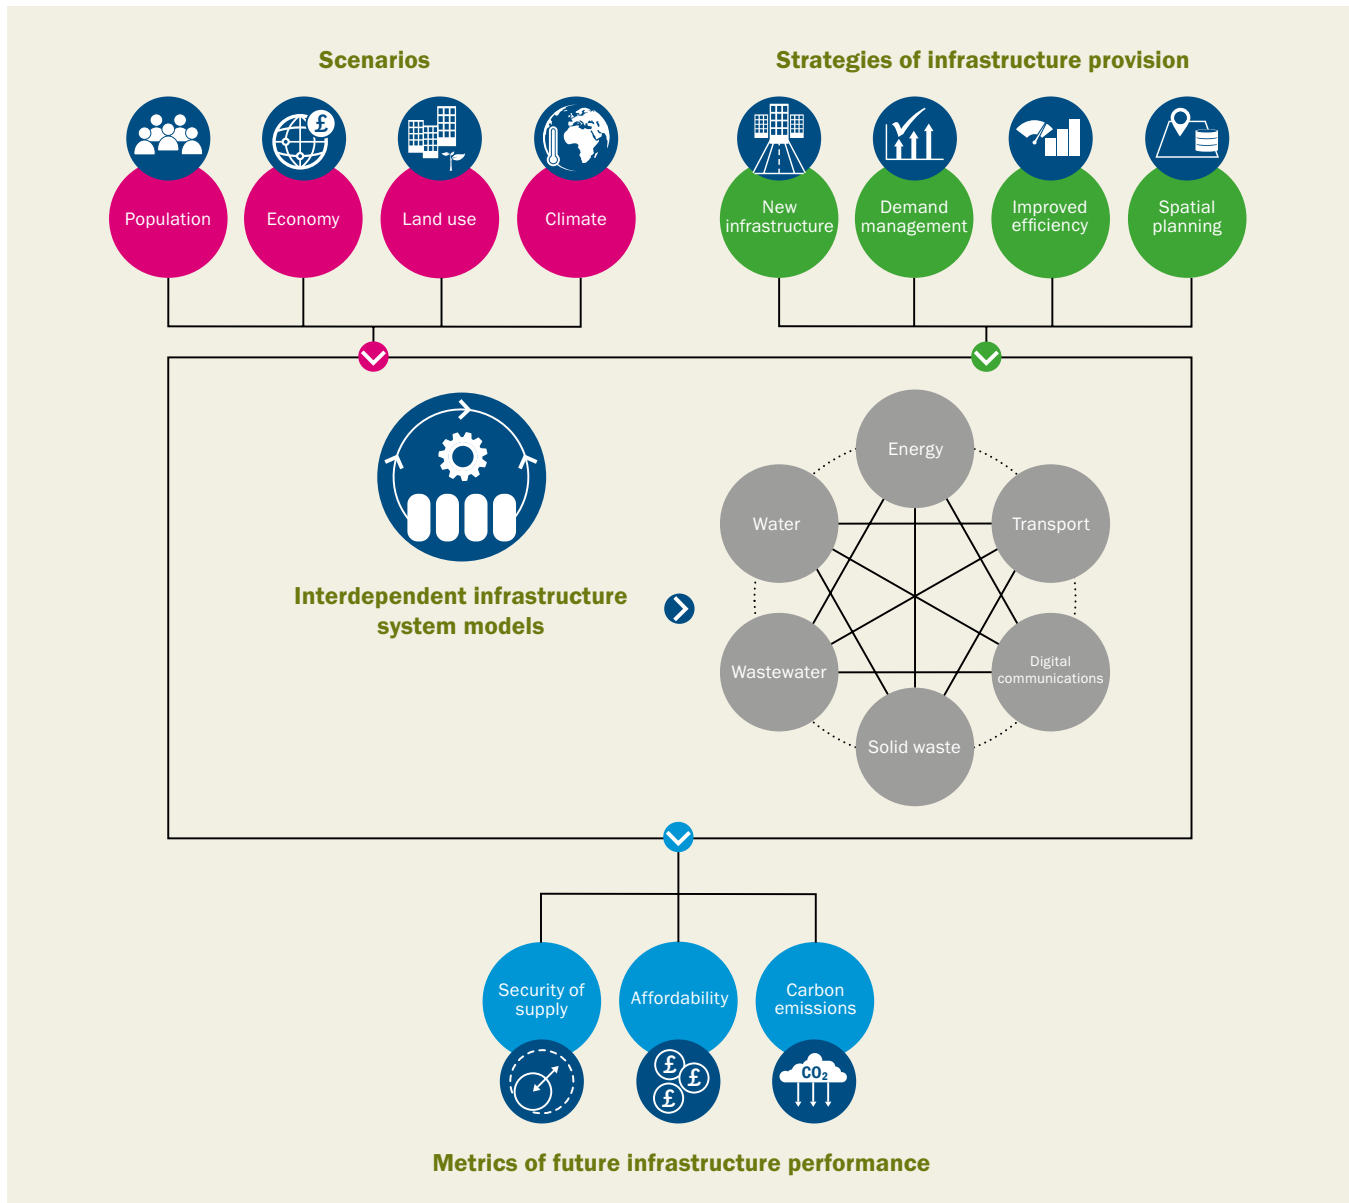 Scenarios
Strategies of infrastructure provision
£
Population
Economy
Land use
Climate
New
infrastructure
Demand
management
Improved
efficiency
Spatial
planning
Interdependent infrastructure
system models
Energy
Water
Transport
Wastewater
Digital
communications
Solid waste
Security of
supply
Affordability
Carbon
emissions
£
£
£
CO₂
Metrics of future infrastructure performance